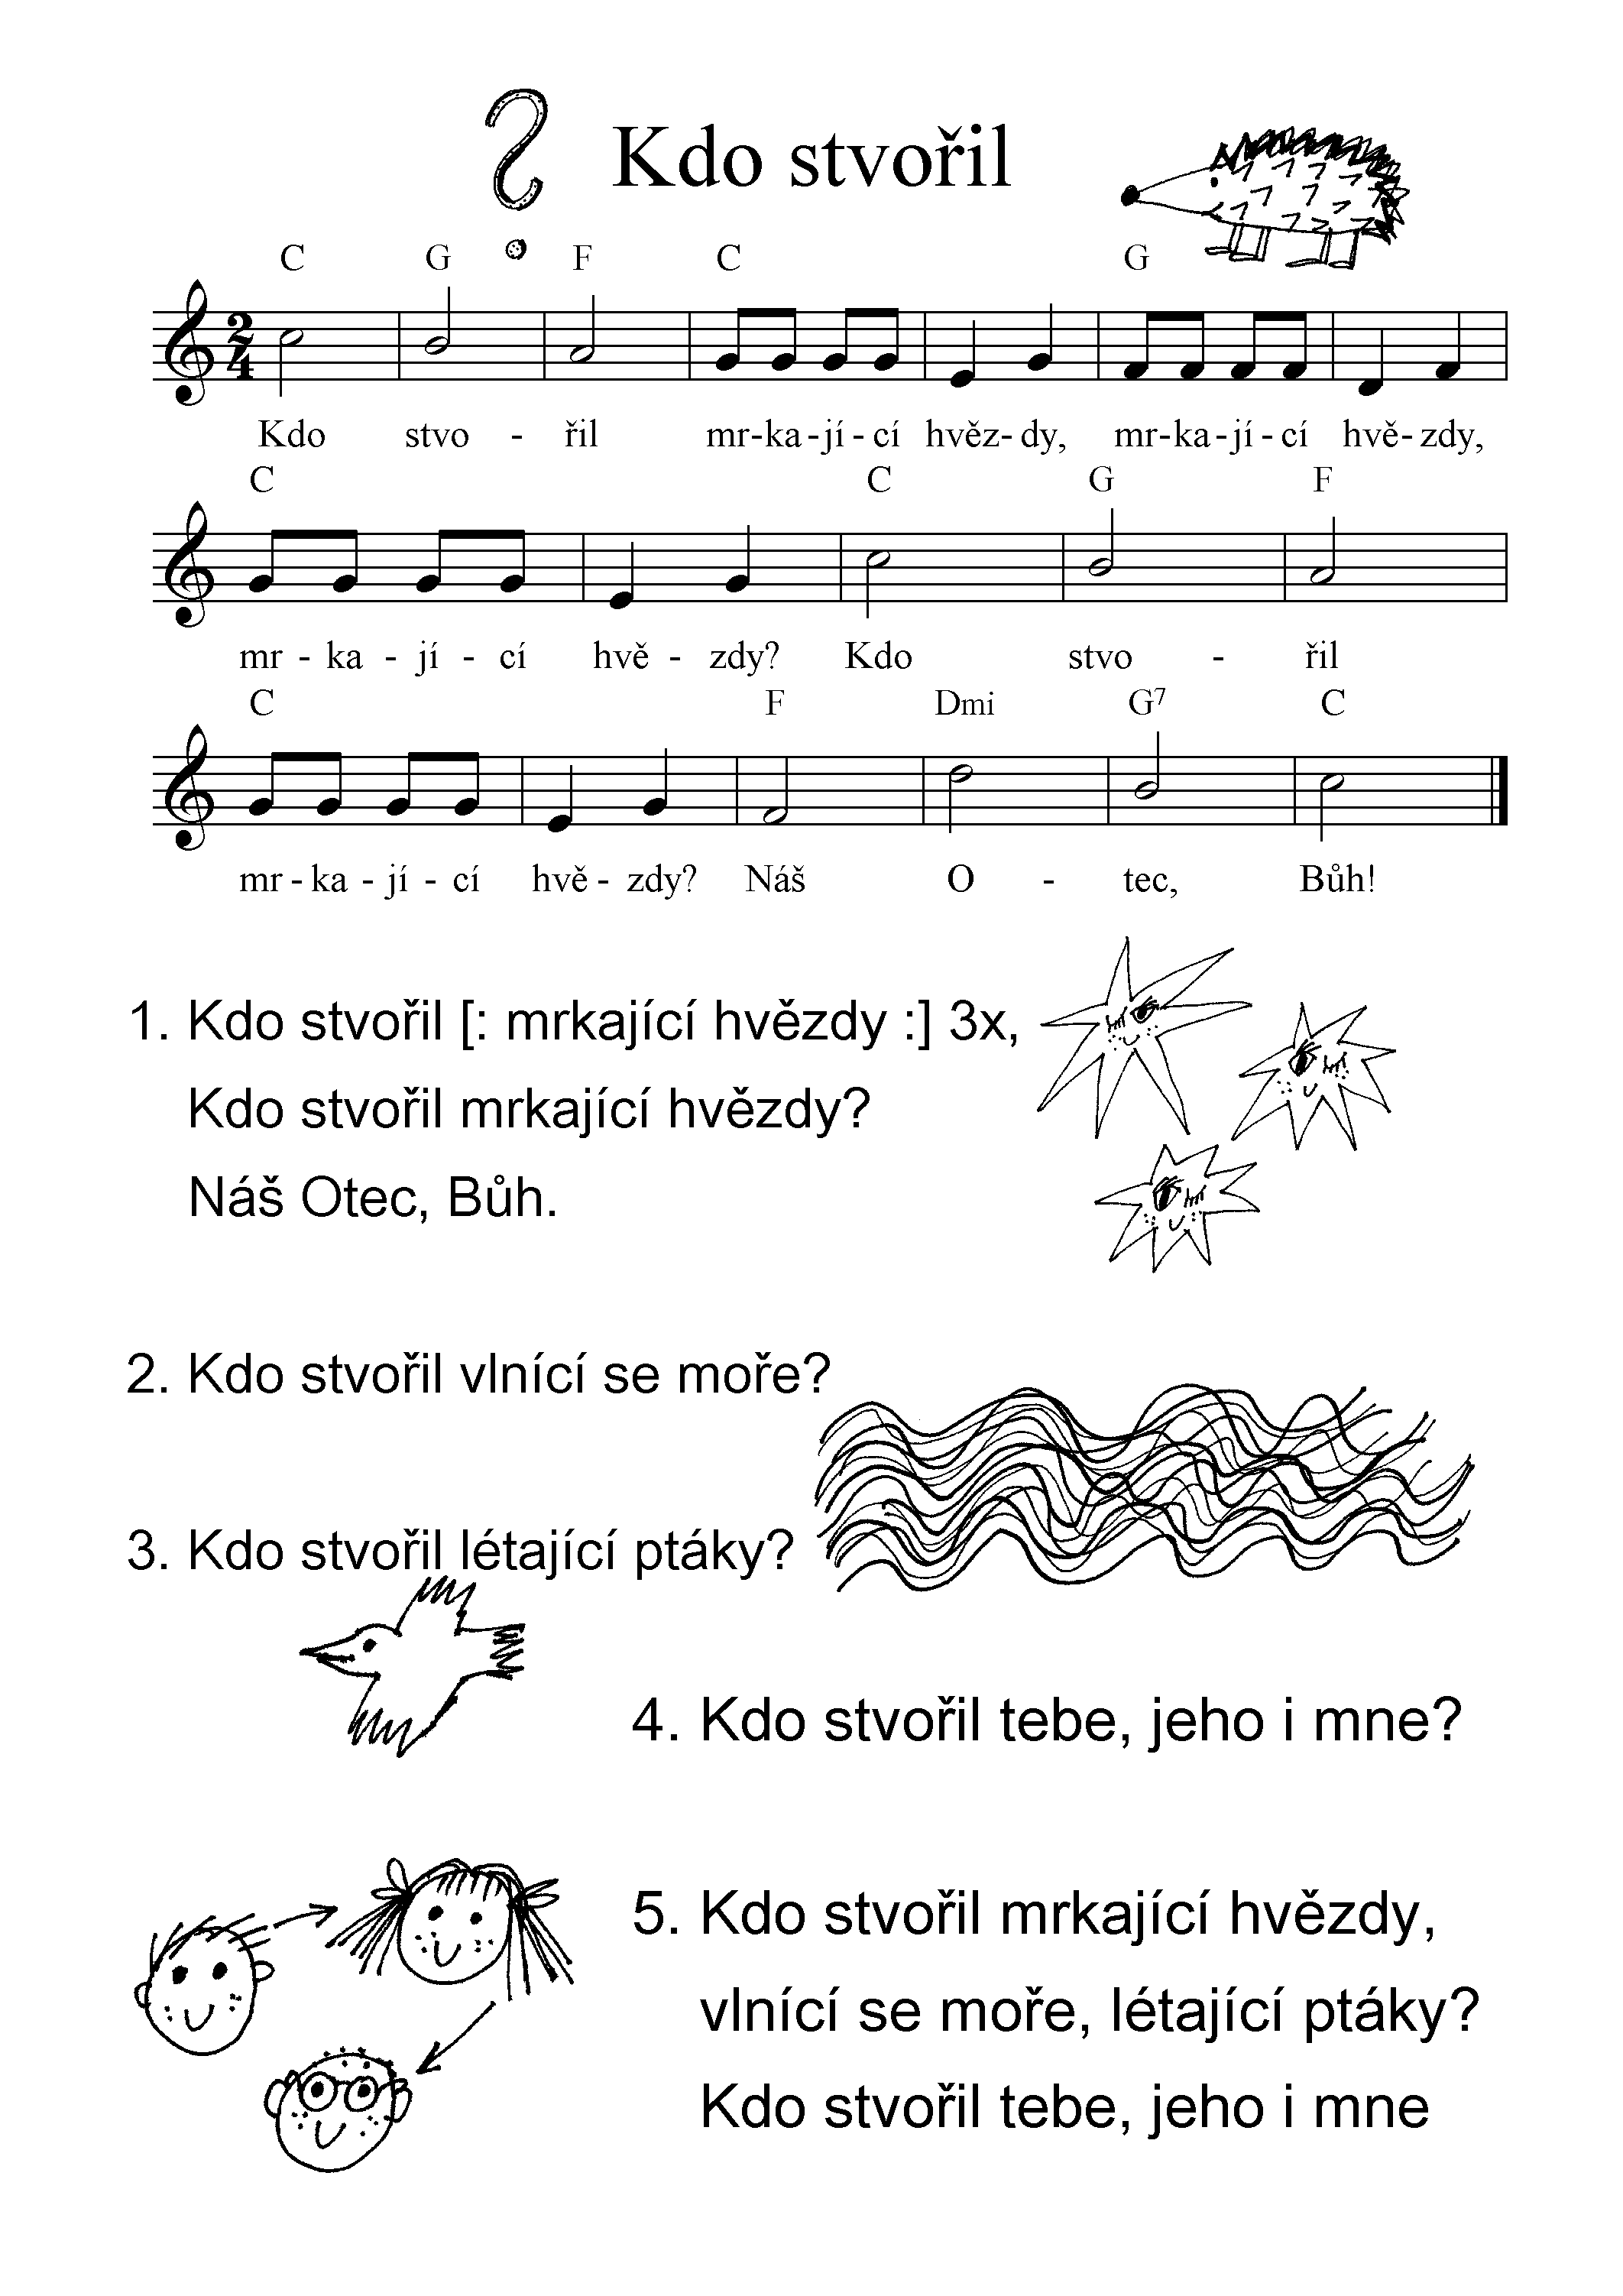 Kdo stvořil
C G F C G
Kdo stvo - řil mr-ka-jí-cí hvěz-dy, mr-ka-jí-cí hvě-zdy,
C C G F
mr - ka - jí - cí hvě - zdy? Kdo stvo - řil
C F Dmi G7 C
mr-ka - jí - cí hvě - zdy? Náš O - tec, Bůh!
1. Kdo stvořil [: mrkající hvězdy :] 3x,
Kdo stvořil mrkající hvězdy?
Náš Otec, Bůh.
2. Kdo stvořil vlnící se moře?
3. Kdo stvořil létající ptáky?
4. Kdo stvořil tebe, jeho i mne?
5. Kdo stvořil mrkající hvězdy,
vlnící se moře, létající ptáky?
Kdo stvořil tebe, jeho i mne